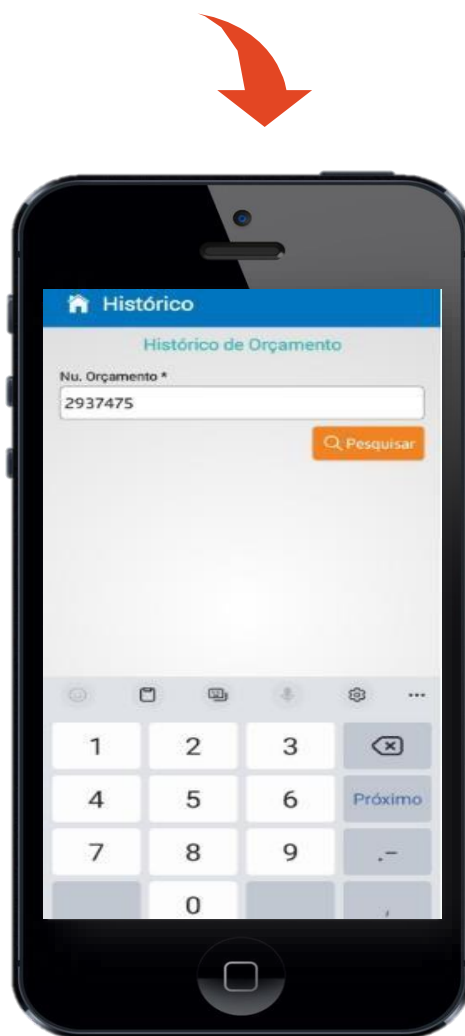 Histórico
Histórico de Orçamento
Nu. Orçamento *
2937475
Pesquisar
1 2 3
4 5 6 Próximo
7 8 9 .-
0 ,